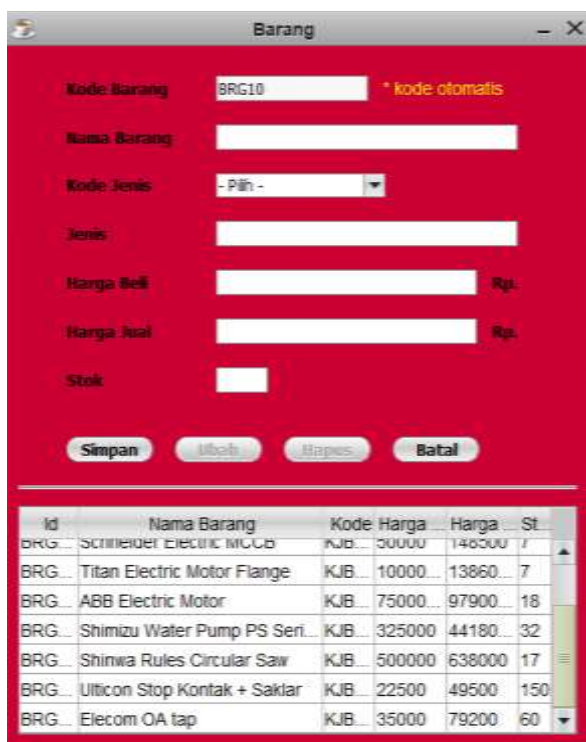 Barang
Kode Barang BRG10 * kode otomatis
Nama Barang
Kode Jenis - Pilih -
Jenis
Harga Beli Rp.
Harga Jual Rp.
Stok
Simpan Ubah Hapus Batal
Id Nama Barang Kode Harga ... Harga ... St...
BRG... Schneider Electric MCCB KJB... 50000 148500 7
BRG... Titan Electric Motor Flange KJB... 10000... 13860... 7
BRG... ABB Electric Motor KJB... 75000... 97900... 18
BRG... Shimizu Water Pump PS Seri... KJB... 325000 44180... 32
BRG... Shinwa Rules Circular Saw KJB... 500000 638000 17
BRG... Ulticon Stop Kontak + Saklar KJB... 22500 49500 150
BRG... Elecom OA tap KJB... 35000 79200 60